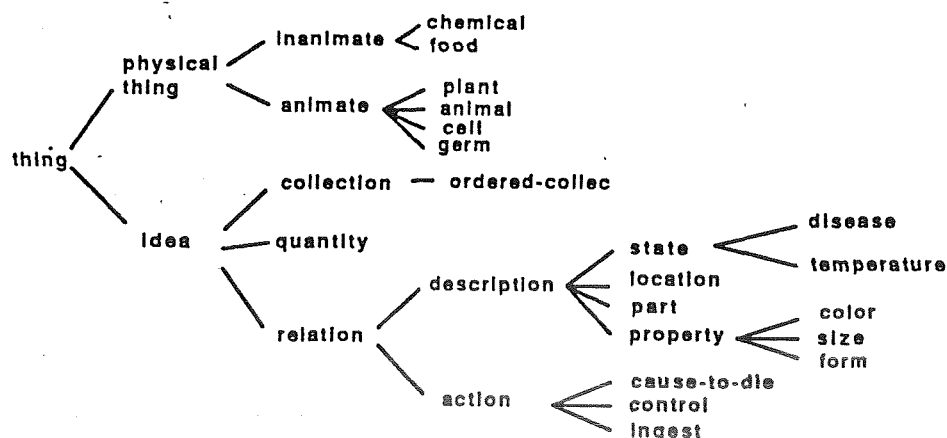 chemical
inanimate
food
physical
thing
plant
animate
animal
cell
germ
thing
collection
ordered-collec
idea
quantity
disease
state
temperature
description
location
part
color
relation
property
size
form
cause-to-die
action
control
ingest